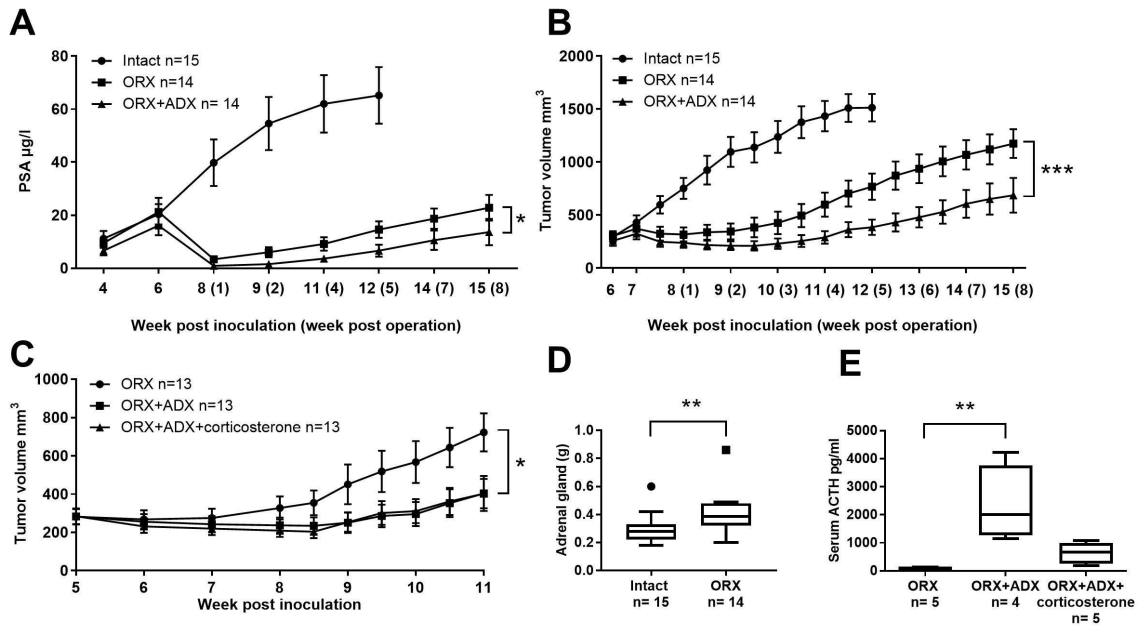 A
80
60
40
20
0
PSA µg/l
Intact n=15
ORX n=14
ORX+ADX n= 14
*
4 6 8 (1) 9 (2) 11 (4) 12 (5) 14 (7) 15 (8)
Week post inoculation (week post operation)
B
2000
1500
1000
500
0
Tumor volume mm³
Intact n=15
ORX n=14
ORX+ADX n=14
***
6 7 8 (1) 9 (2) 10 (3) 11 (4) 12 (5) 13 (6) 14 (7) 15 (8)
Week post inoculation (week post operation)
C
1000
800
600
400
200
0
Tumor volume mm³
ORX n=13
ORX+ADX n=13
ORX+ADX+corticosterone n=13
*
5 6 7 8 9 10 11
Week post inoculation
D
**
1.0
0.8
0.6
0.4
0.2
0.0
Adrenal gland (g)
Intact ORX
n= 15 n= 14
E
**
5000
4000
3000
2000
1000
0
Serum ACTH pg/ml
ORX ORX+ADX ORX+ADX+
n= 5 n= 4 corticosterone
n= 5